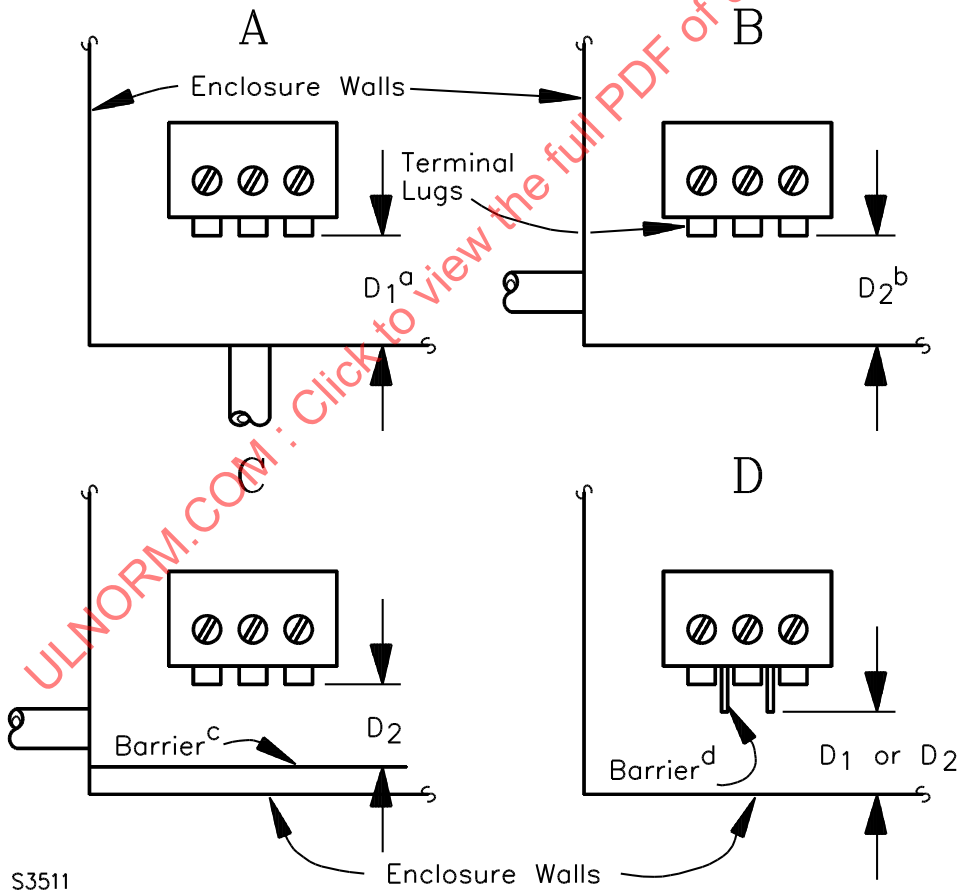 A
B
Enclosure Walls
Terminal
Lugs
D1a
D2b
C
D
D2
Barrierc
Barrierd
D1 or D2
Enclosure Walls
S3511
ULNORM.COM : Click to view the full PDF of